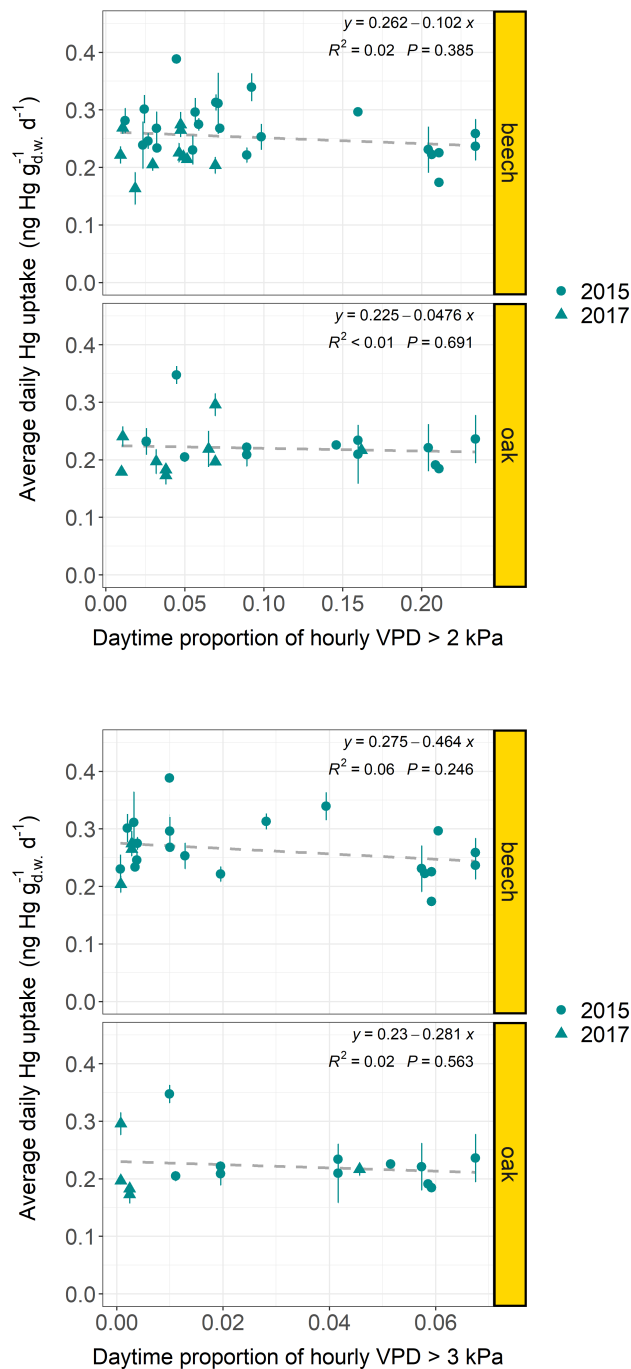 y = 0.262 − 0.102 x
R² = 0.02 P = 0.385
0.4
0.3
0.2
0.1
0.0
beech
y = 0.225 − 0.0476 x
R² < 0.01 P = 0.691
0.4
0.3
0.2
0.1
0.0
oak
Average daily Hg uptake (ng Hg g⁻¹d.w. d⁻¹)
0.00 0.05 0.10 0.15 0.20
Daytime proportion of hourly VPD > 2 kPa
2015
2017
y = 0.275 − 0.464 x
R² = 0.06 P = 0.246
0.4
0.3
0.2
0.1
0.0
beech
y = 0.23 − 0.281 x
R² = 0.02 P = 0.563
0.4
0.3
0.2
0.1
0.0
oak
Average daily Hg uptake (ng Hg g⁻¹d.w. d⁻¹)
0.00 0.02 0.04 0.06
Daytime proportion of hourly VPD > 3 kPa
2015
2017